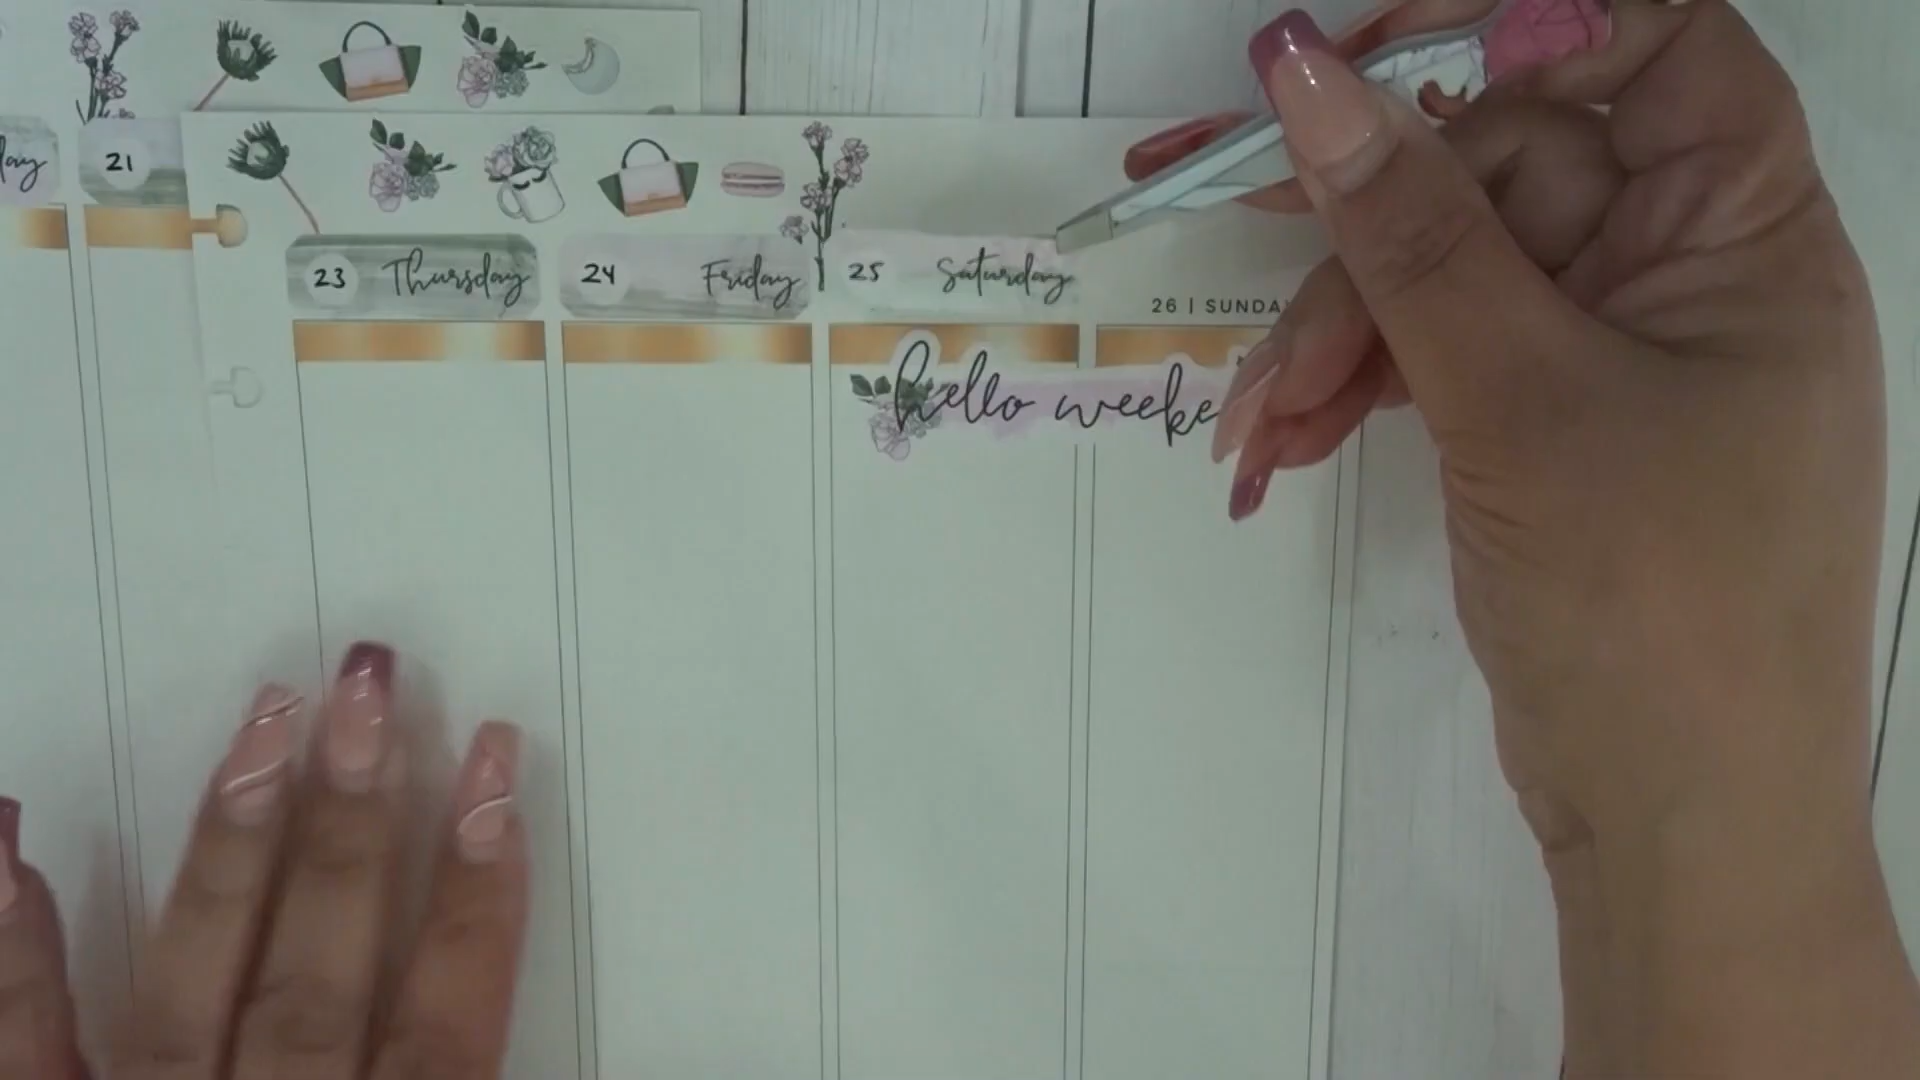 21
23 Thursday
24 Friday
25 Saturday
26 | SUNDA
hello weeke